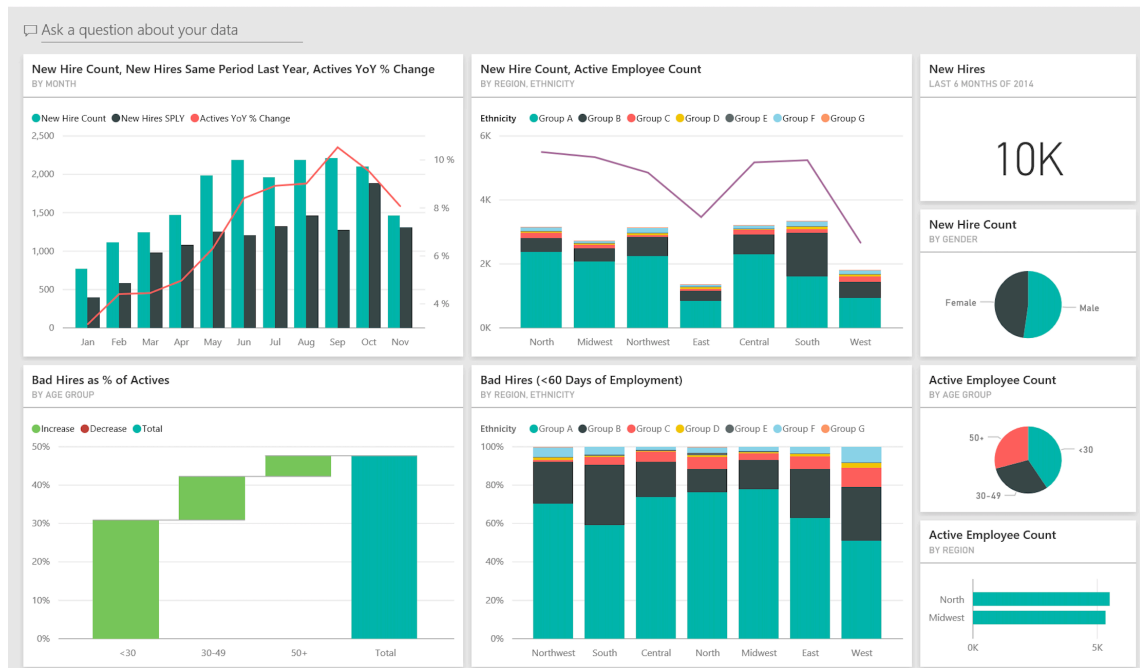 Ask a question about your data
New Hire Count, New Hires Same Period Last Year, Actives YoY % Change
BY MONTH
New Hire Count New Hires SPLY Actives YoY % Change
2,500
2,000
1,500
1,000
500
0
10 %
8 %
6 %
4 %
Jan Feb Mar Apr May Jun Jul Aug Sep Oct Nov
New Hire Count, Active Employee Count
BY REGION, ETHNICITY
Ethnicity Group A Group B Group C Group D Group E Group F Group G
6K
4K
2K
0K
North Midwest Northwest East Central South West
New Hires
LAST 6 MONTHS OF 2014
10K
New Hire Count
BY GENDER
Female
Male
Bad Hires as % of Actives
BY AGE GROUP
Increase Decrease Total
50%
40%
30%
20%
10%
0%
<30 30-49 50+ Total
Bad Hires (<60 Days of Employment)
BY REGION, ETHNICITY
Ethnicity Group A Group B Group C Group D Group E Group F Group G
100%
80%
60%
40%
20%
0%
Northwest South Central North Midwest East West
Active Employee Count
BY AGE GROUP
50+
<30
30-49
Active Employee Count
BY REGION
North
Midwest
0K 5K